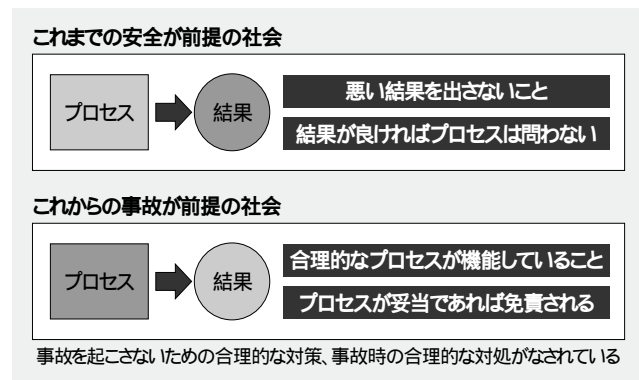 これまでの安全が前提の社会
プロセス
結果
悪い結果を出さないこと
結果が良ければプロセスは問わない
これからの事故が前提の社会
プロセス
結果
合理的なプロセスが機能していること
プロセスが妥当であれば免責される
事故を起こさないための合理的な対策、事故時の合理的な対処がなされている